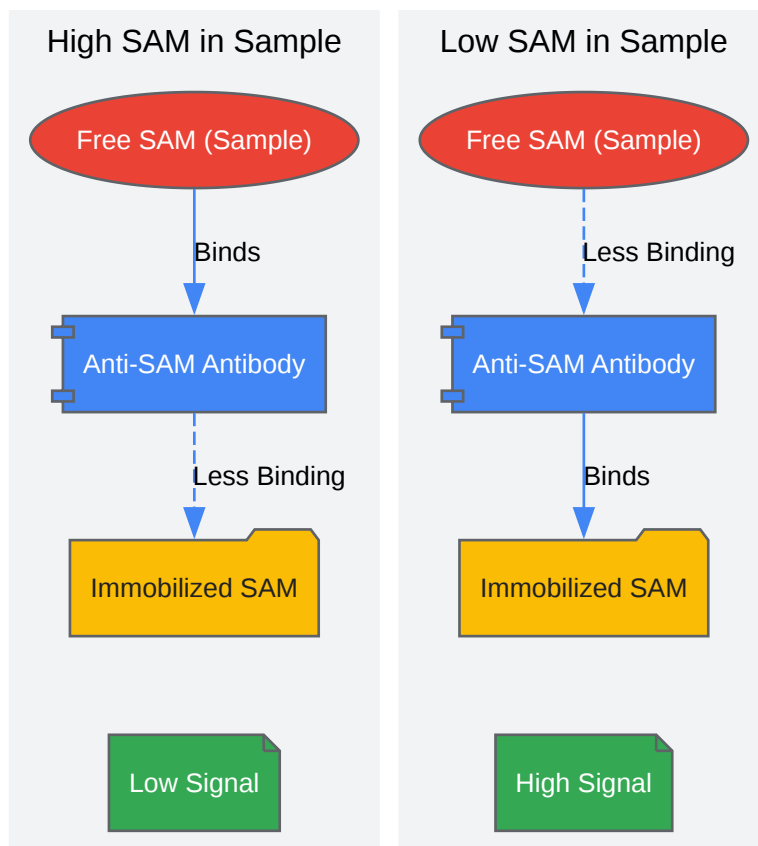 High SAM in Sample
Free SAM (Sample)
Binds
Anti-SAM Antibody
Less Binding
Immobilized SAM
Low Signal
Low SAM in Sample
Free SAM (Sample)
Less Binding
Anti-SAM Antibody
Binds
Immobilized SAM
High Signal